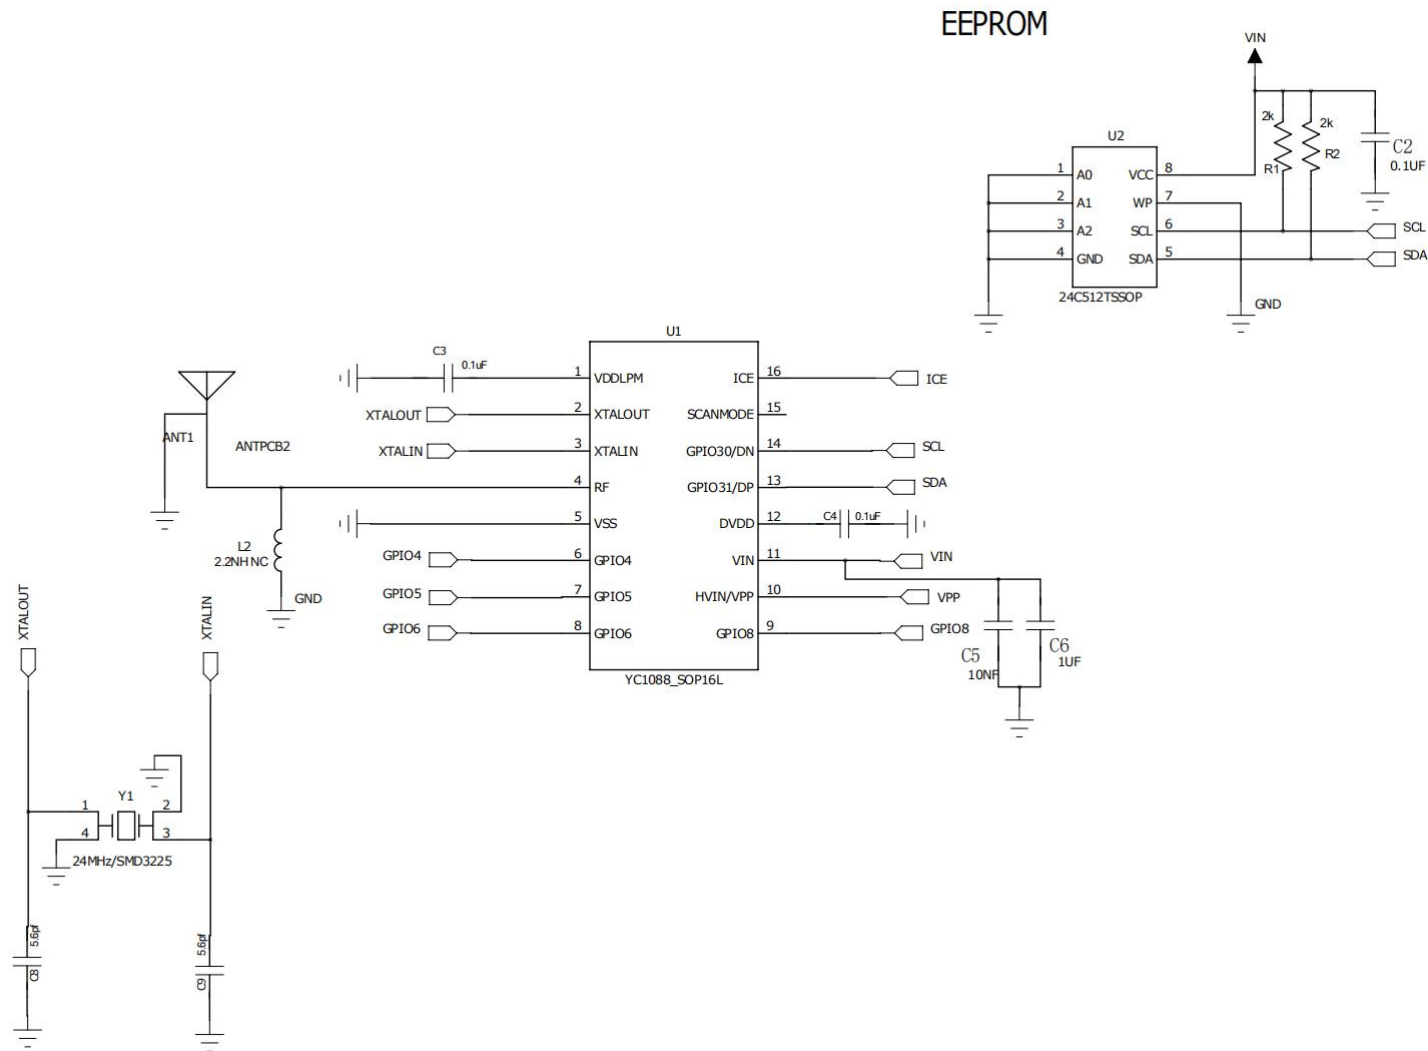 EEPROM
VIN
2k
2k
U2
C2
R1
R2
0.1UF
1 A0 VCC 8
2 A1 WP 7
3 A2 SCL 6
SCL
4 GND SDA 5
SDA
24C512TSSOP
GND
U1
C3
0.1uF
1 VDDLPM ICE 16
ICE
XTALOUT
2 XTALOUT SCANMODE 15
ANT1
ANTPCB2
XTALIN
3 XTALIN GPIO30/DN 14
SCL
4 RF GPIO31/DP 13
SDA
5 VSS DVDD 12
C4
0.1uF
L2
2.2NH NC
GND
GPIO4
6 GPIO4 VIN 11
VIN
GPIO5
7 GPIO5 HVIN/VPP 10
VPP
GPIO6
8 GPIO6 GPIO8 9
GPIO8
C5
10NF
C6
1UF
YC1088_SOP16L
XTALOUT
XTALIN
Y1
1
2
4
3
24MHz/SMD3225
5.6pf
C8
5.6pf
C9